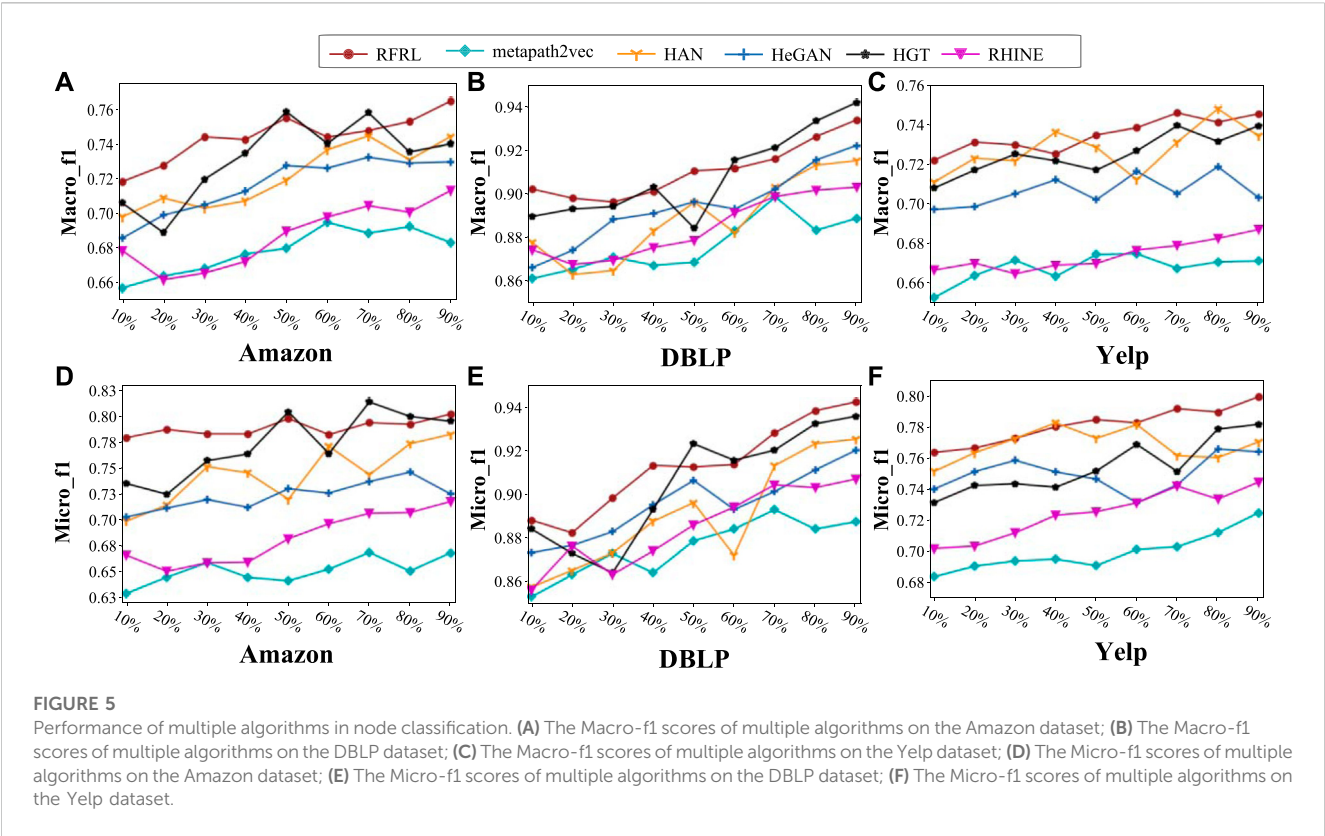 RFRL metapath2vec HAN HeGAN HGT RHINE
A
0.76
0.74
0.72
0.70
0.68
0.66
Macro_f1
10% 20% 30% 40% 50% 60% 70% 80% 90%
Amazon
B
0.94
0.92
0.90
0.88
0.86
Macro_f1
10% 20% 30% 40% 50% 60% 70% 80% 90%
DBLP
C
0.76
0.74
0.72
0.70
0.68
0.66
Macro_f1
10% 20% 30% 40% 50% 60% 70% 80% 90%
Yelp
D
0.83
0.80
0.78
0.75
0.73
0.70
0.68
0.65
0.63
Micro_f1
10% 20% 30% 40% 50% 60% 70% 80% 90%
Amazon
E
0.94
0.92
0.90
0.88
0.86
Micro_f1
10% 20% 30% 40% 50% 60% 70% 80% 90%
DBLP
F
0.80
0.78
0.76
0.74
0.72
0.70
0.68
Micro_f1
10% 20% 30% 40% 50% 60% 70% 80% 90%
Yelp
FIGURE 5
Performance of multiple algorithms in node classification. (A) The Macro-f1 scores of multiple algorithms on the Amazon dataset; (B) The Macro-f1
scores of multiple algorithms on the DBLP dataset; (C) The Macro-f1 scores of multiple algorithms on the Yelp dataset; (D) The Micro-f1 scores of multiple
algorithms on the Amazon dataset; (E) The Micro-f1 scores of multiple algorithms on the DBLP dataset; (F) The Micro-f1 scores of multiple algorithms on
the Yelp dataset.